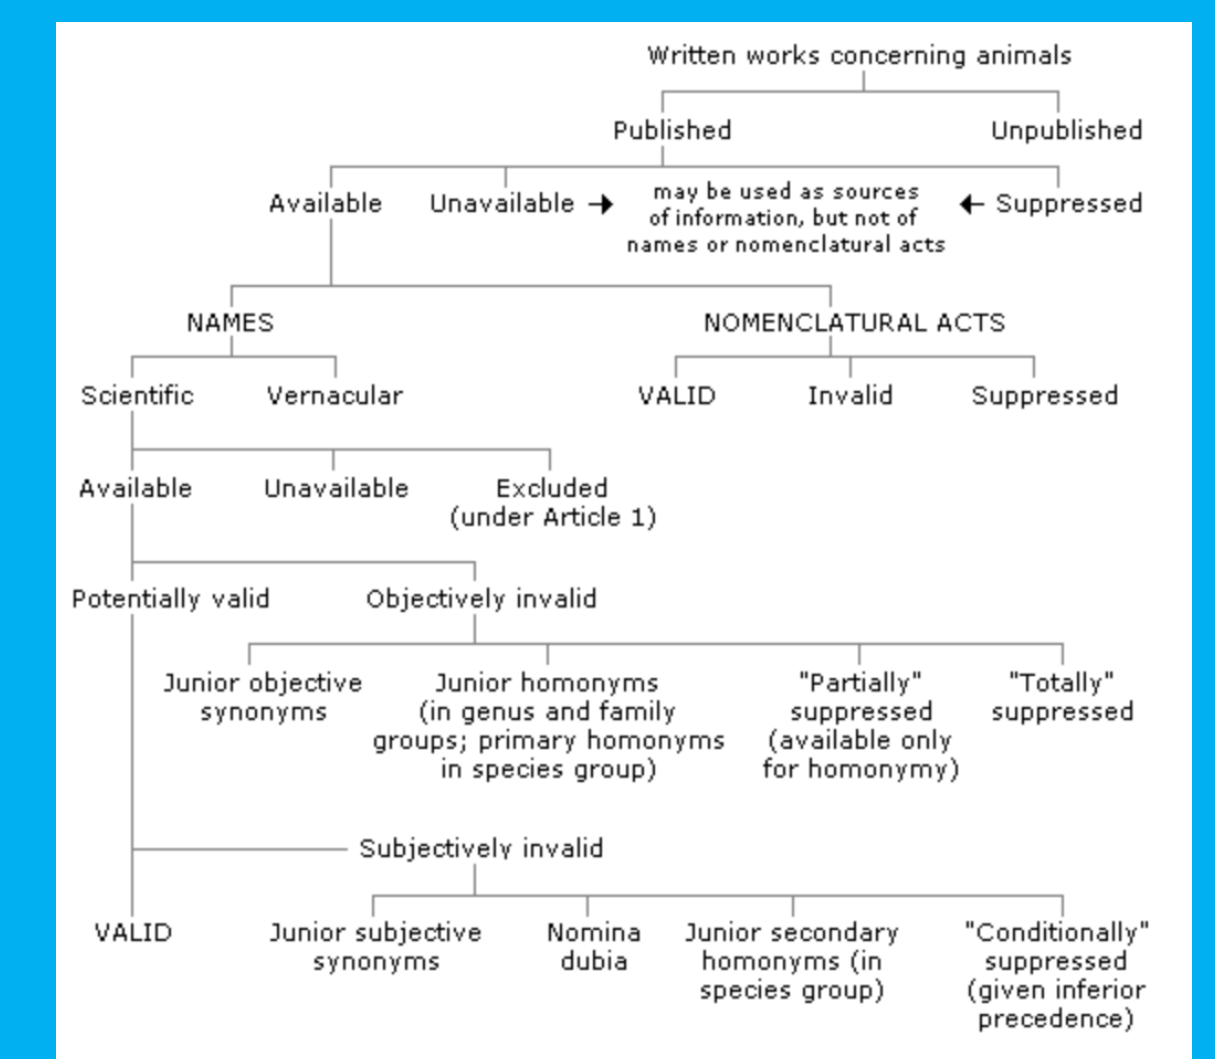 Written works concerning animals
Published
Unpublished
Available
Unavailable →
may be used as sources
of information, but not of
names or nomenclatural acts
← Suppressed
NAMES
NOMENCLATURAL ACTS
Scientific
Vernacular
VALID
Invalid
Suppressed
Available
Unavailable
Excluded
(under Article 1)
Potentially valid
Objectively invalid
Junior objective
synonyms
Junior homonyms
(in genus and family
groups; primary homonyms
in species group)
"Partially"
suppressed
(available only
for homonymy)
"Totally"
suppressed
Subjectively invalid
VALID
Junior subjective
synonyms
Nomina
dubia
Junior secondary
homonyms (in
species group)
"Conditionally"
suppressed
(given inferior
precedence)